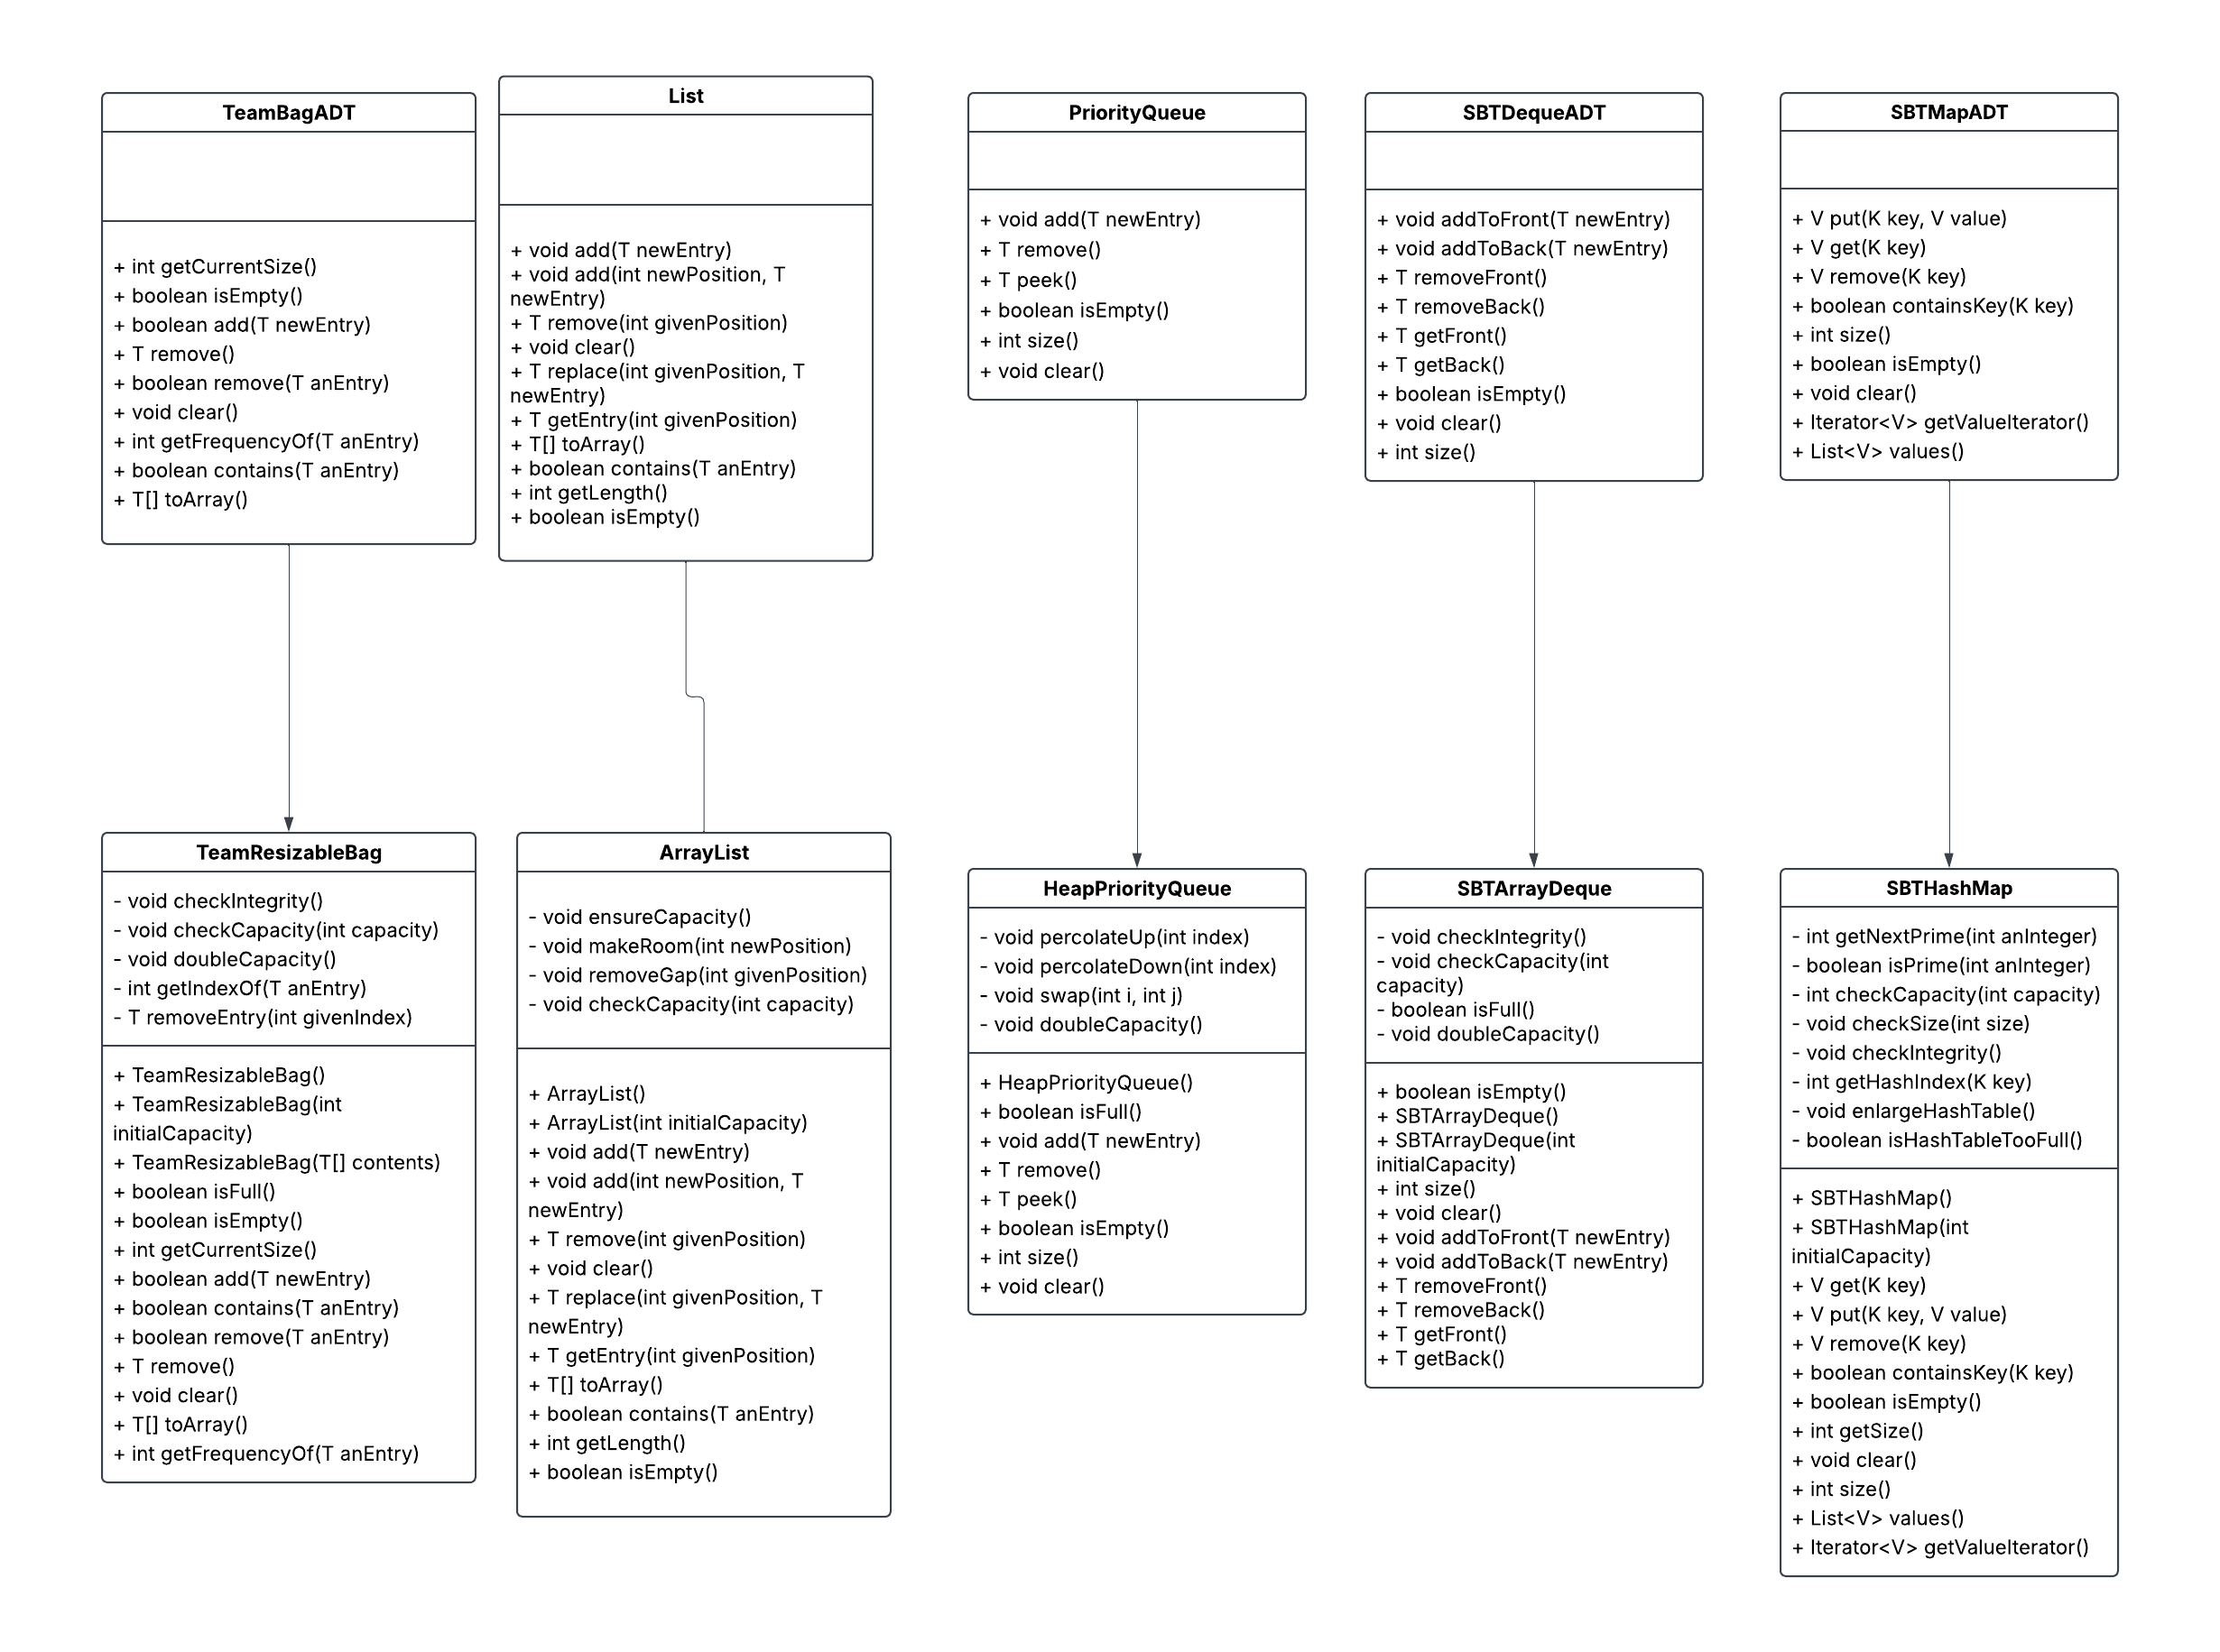 TeamBagADT
+ int getCurrentSize()
+ boolean isEmpty()
+ boolean add(T newEntry)
+ T remove()
+ boolean remove(T anEntry)
+ void clear()
+ int getFrequencyOf(T anEntry)
+ boolean contains(T anEntry)
+ T[] toArray()
List
+ void add(T newEntry)
+ void add(int newPosition, T
newEntry)
+ T remove(int givenPosition)
+ void clear()
+ T replace(int givenPosition, T
newEntry)
+ T getEntry(int givenPosition)
+ T[] toArray()
+ boolean contains(T anEntry)
+ int getLength()
+ boolean isEmpty()
PriorityQueue
+ void add(T newEntry)
+ T remove()
+ T peek()
+ boolean isEmpty()
+ int size()
+ void clear()
SBTDequeADT
+ void addToFront(T newEntry)
+ void addToBack(T newEntry)
+ T removeFront()
+ T removeBack()
+ T getFront()
+ T getBack()
+ boolean isEmpty()
+ void clear()
+ int size()
SBTMapADT
+ V put(K key, V value)
+ V get(K key)
+ V remove(K key)
+ boolean containsKey(K key)
+ int size()
+ boolean isEmpty()
+ void clear()
+ Iterator<V> getValueIterator()
+ List<V> values()
TeamResizableBag
- void checkIntegrity()
- void checkCapacity(int capacity)
- void doubleCapacity()
- int getIndexOf(T anEntry)
- T removeEntry(int givenIndex)
+ TeamResizableBag()
+ TeamResizableBag(int
initialCapacity)
+ TeamResizableBag(T[] contents)
+ boolean isFull()
+ boolean isEmpty()
+ int getCurrentSize()
+ boolean add(T newEntry)
+ boolean contains(T anEntry)
+ boolean remove(T anEntry)
+ T remove()
+ void clear()
+ T[] toArray()
+ int getFrequencyOf(T anEntry)
ArrayList
- void ensureCapacity()
- void makeRoom(int newPosition)
- void removeGap(int givenPosition)
- void checkCapacity(int capacity)
+ ArrayList()
+ ArrayList(int initialCapacity)
+ void add(T newEntry)
+ void add(int newPosition, T
newEntry)
+ T remove(int givenPosition)
+ void clear()
+ T replace(int givenPosition, T
newEntry)
+ T getEntry(int givenPosition)
+ T[] toArray()
+ boolean contains(T anEntry)
+ int getLength()
+ boolean isEmpty()
HeapPriorityQueue
- void percolateUp(int index)
- void percolateDown(int index)
- void swap(int i, int j)
- void doubleCapacity()
+ HeapPriorityQueue()
+ boolean isFull()
+ void add(T newEntry)
+ T remove()
+ T peek()
+ boolean isEmpty()
+ int size()
+ void clear()
SBTArrayDeque
- void checkIntegrity()
- void checkCapacity(int
capacity)
- boolean isFull()
- void doubleCapacity()
+ boolean isEmpty()
+ SBTArrayDeque()
+ SBTArrayDeque(int
initialCapacity)
+ int size()
+ void clear()
+ void addToFront(T newEntry)
+ void addToBack(T newEntry)
+ T removeFront()
+ T removeBack()
+ T getFront()
+ T getBack()
SBTHashMap
- int getNextPrime(int anInteger)
- boolean isPrime(int anInteger)
- int checkCapacity(int capacity)
- void checkSize(int size)
- void checkIntegrity()
- int getHashIndex(K key)
- void enlargeHashTable()
- boolean isHashTableTooFull()
+ SBTHashMap()
+ SBTHashMap(int
initialCapacity)
+ V get(K key)
+ V put(K key, V value)
+ V remove(K key)
+ boolean containsKey(K key)
+ boolean isEmpty()
+ int getSize()
+ void clear()
+ int size()
+ List<V> values()
+ Iterator<V> getValueIterator()